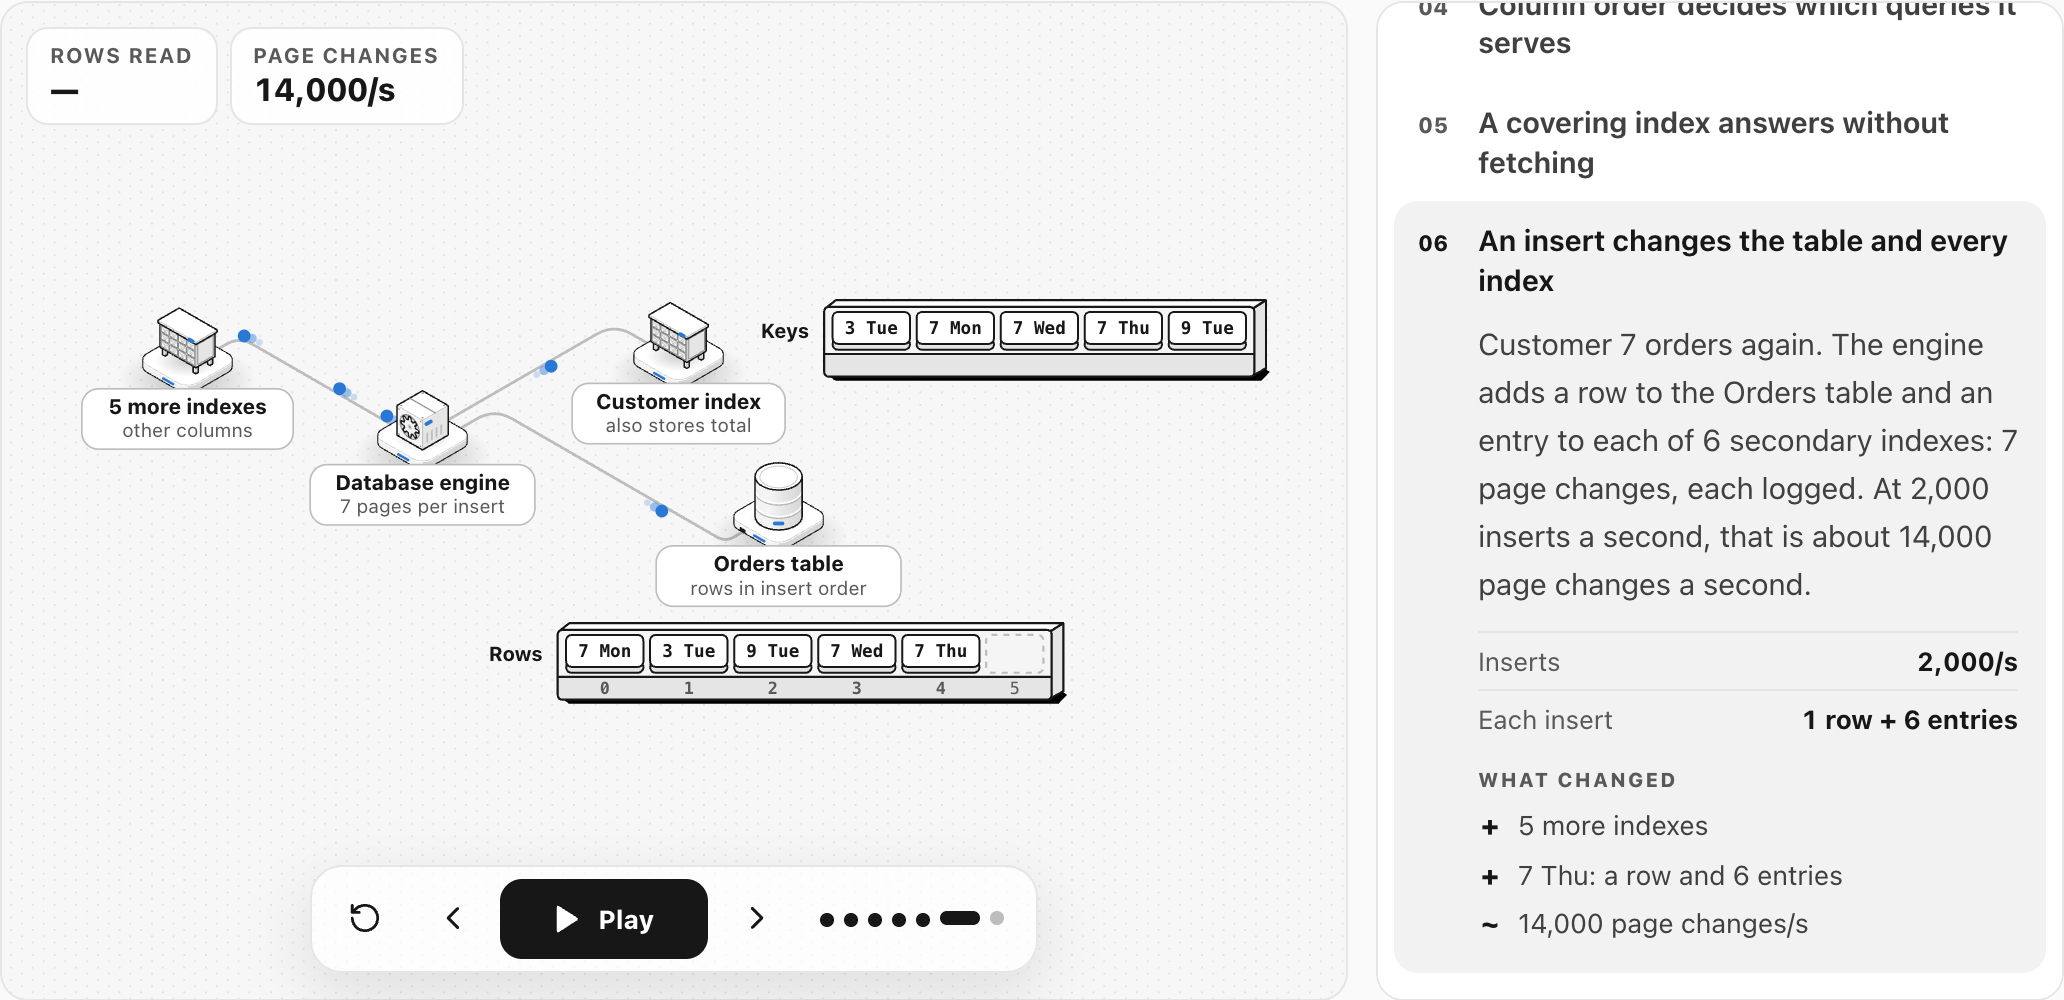 ROWS READ
—
PAGE CHANGES
14,000/s
5 more indexes
other columns
Database engine
7 pages per insert
Customer index
also stores total
Keys
3 Tue
7 Mon
7 Wed
7 Thu
9 Tue
Orders table
rows in insert order
Rows
7 Mon
3 Tue
9 Tue
7 Wed
7 Thu
0
1
2
3
4
5
Play
04
Column order decides which queries it
serves
05
A covering index answers without
fetching
06
An insert changes the table and every
index
Customer 7 orders again. The engine
adds a row to the Orders table and an
entry to each of 6 secondary indexes: 7
page changes, each logged. At 2,000
inserts a second, that is about 14,000
page changes a second.
Inserts 2,000/s
Each insert 1 row + 6 entries
WHAT CHANGED
+ 5 more indexes
+ 7 Thu: a row and 6 entries
~ 14,000 page changes/s